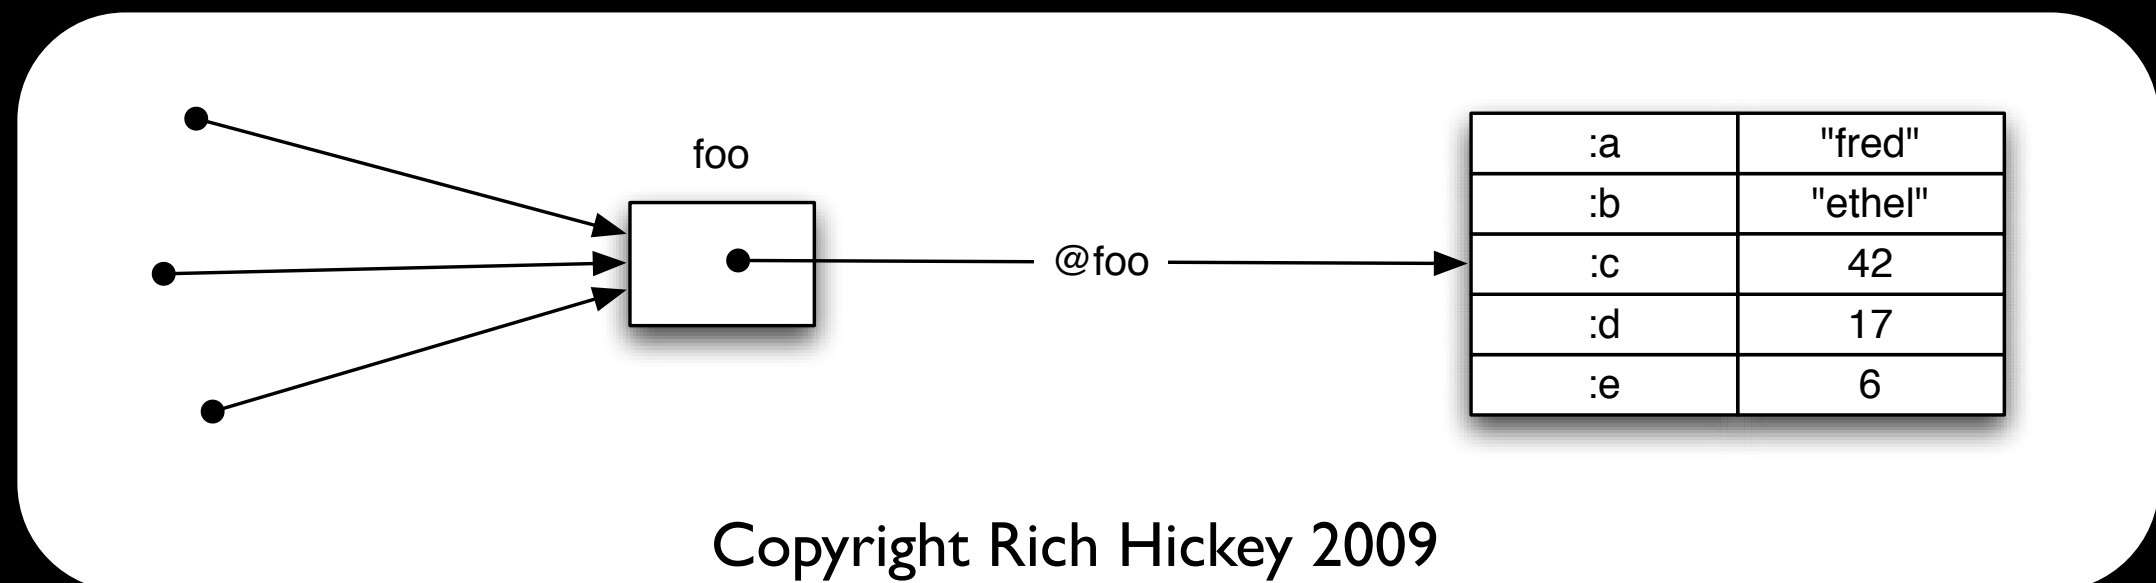 foo
@foo
:a "fred"
:b "ethel"
:c 42
:d 17
:e 6
Copyright Rich Hickey 2009